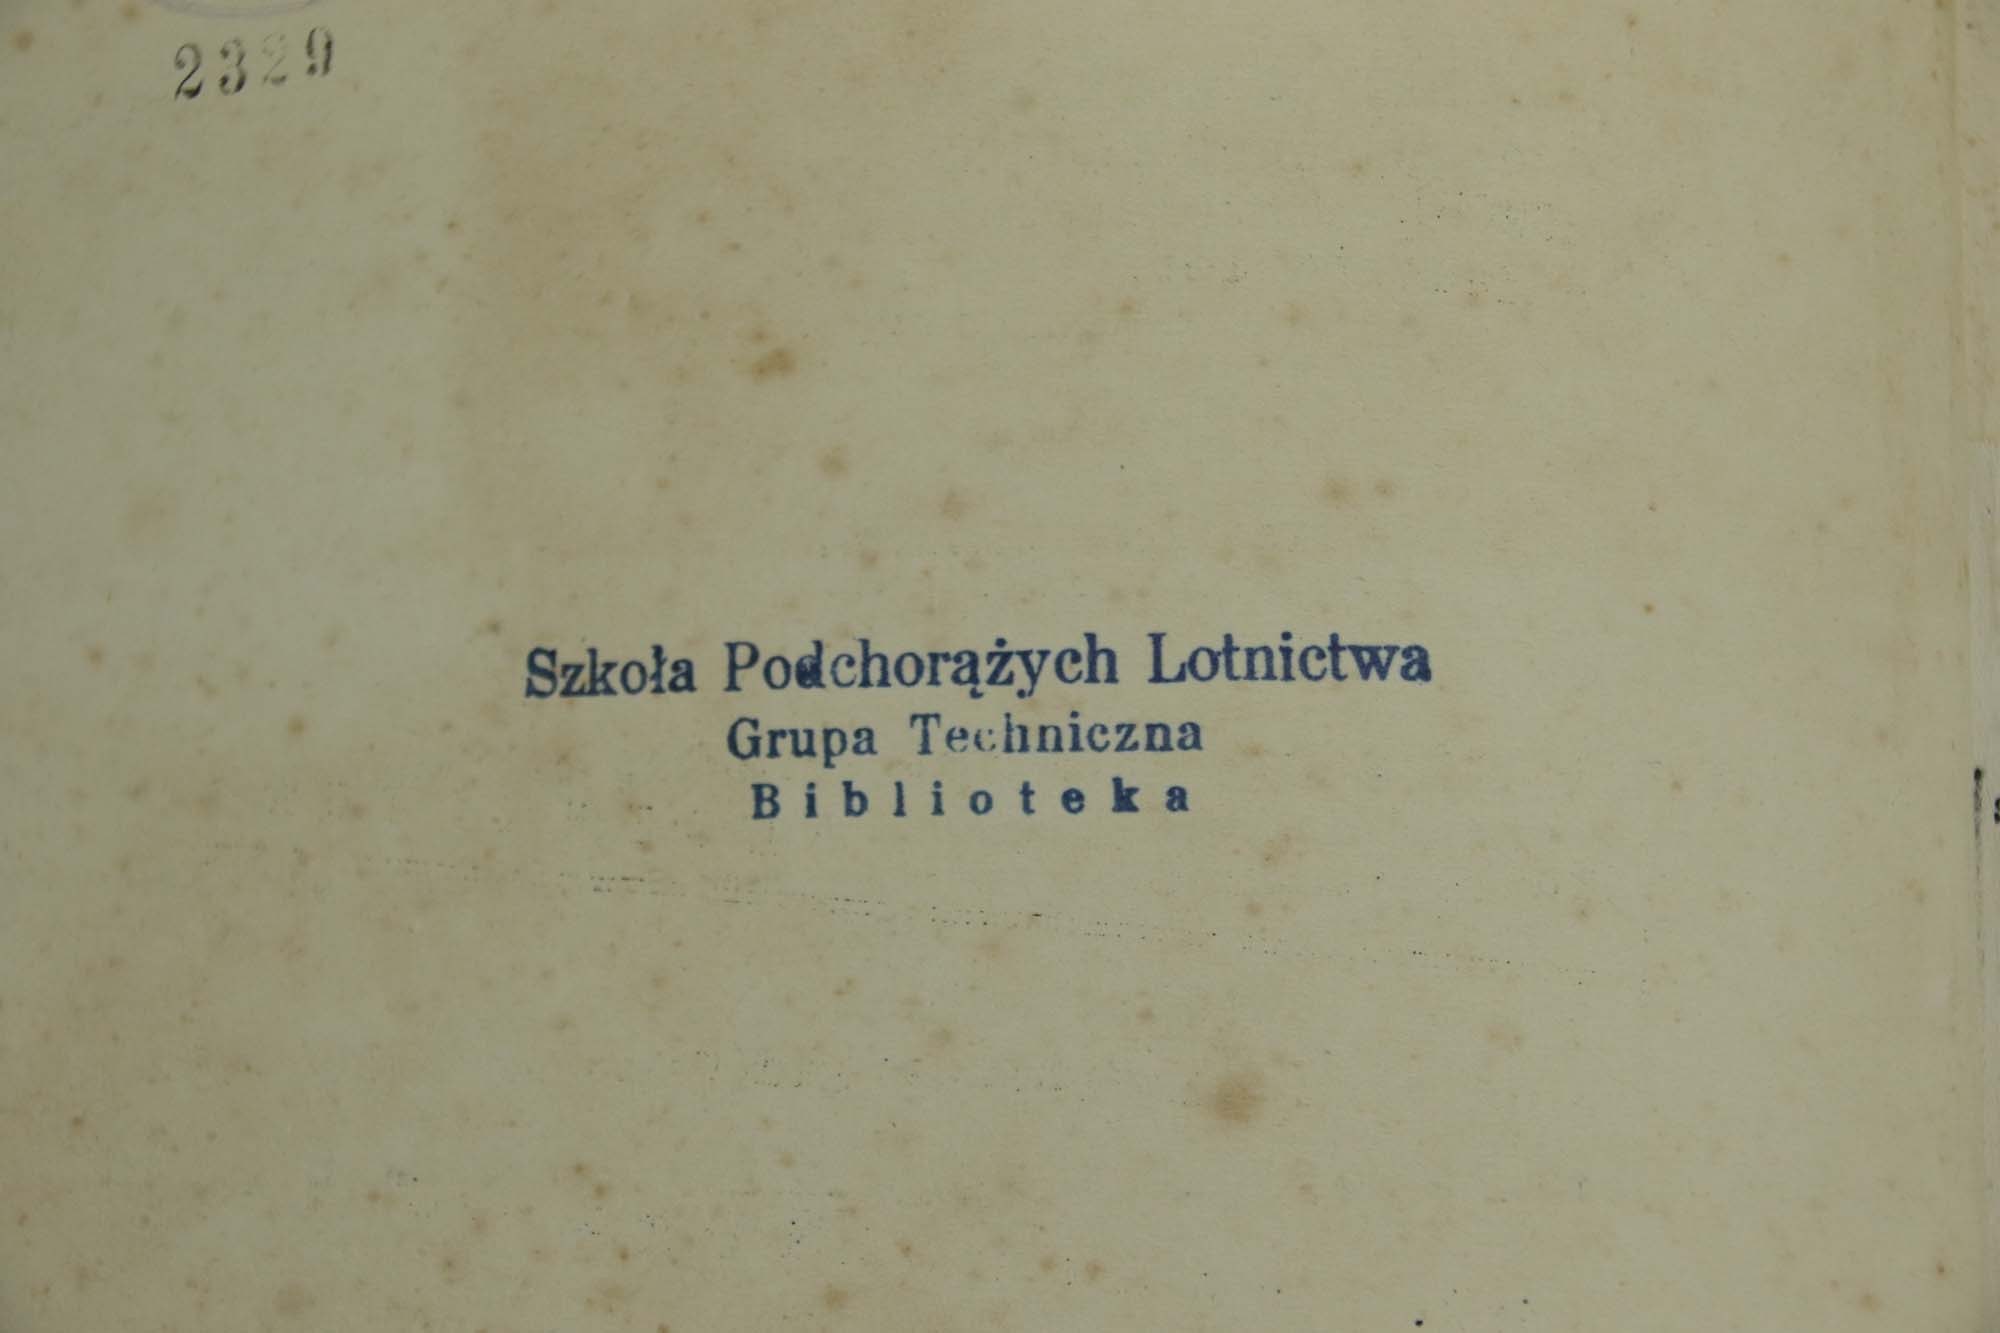 2329
Szkoła Podchorążych Lotnictwa
Grupa Techniczna
Biblioteka